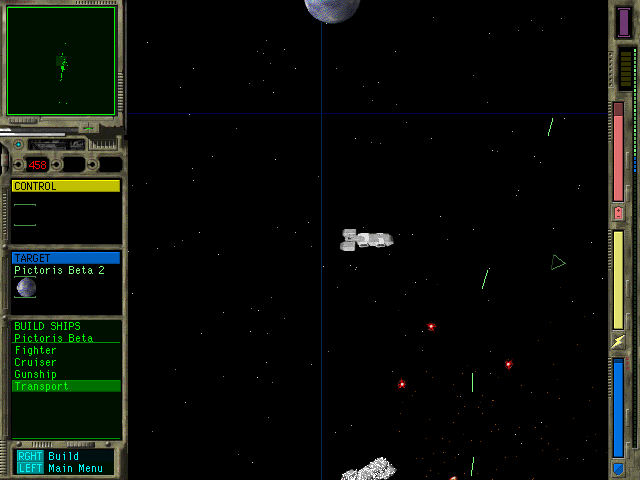 458
CONTROL
TARGET
Pictoris Beta 2
BUILD SHIPS
Pictoris Beta
Fighter
Cruiser
Gunship
Transport
RGHT Build
LEFT Main Menu